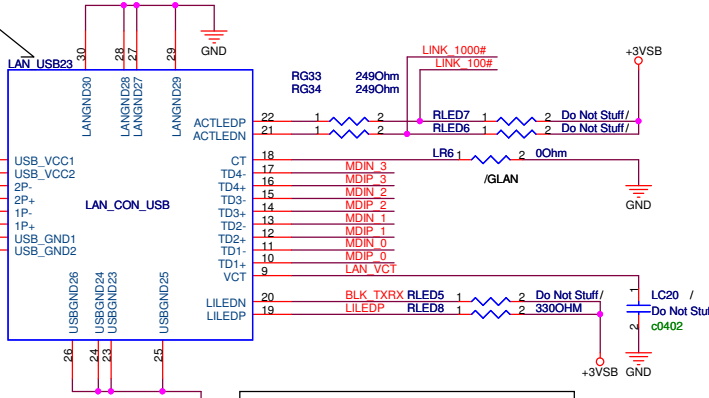 LAN_USB23
30
28
27
29
GND
LANGND30
LANGND28
LANGND27
LANGND29
LINK_1000#
LINK_100#
+3VSB
RG33 249Ohm
RG34 249Ohm
ACTLEDP 22 1 2 RLED7 1 2 Do Not Stuff/
ACTLEDN 21 1 2 RLED6 1 2 Do Not Stuff/
CT 18 LR6 1 2 0Ohm
/GLAN
GND
USB_VCC1
USB_VCC2
2P-
2P+
1P-
1P+
USB_GND1
USB_GND2
LAN_CON_USB
TD4- 17 MDIN_3
TD4+ 16 MDIP_3
TD3- 15 MDIN_2
TD3+ 14 MDIP_2
TD2- 13 MDIN_1
TD2+ 12 MDIP_1
TD1- 11 MDIN_0
TD1+ 10 MDIP_0
VCT 9 LAN_VCT
LILEDN 20 BLK_TXRX RLED5 1 2 Do Not Stuff/
LILEDP 19 LILEDP RLED8 1 2 330OHM
1 LC20 /
Do Not Stuf
2 c0402
GND
+3VSB
USBGND26
USBGND24
USBGND23
USBGND25
26
24
23
25